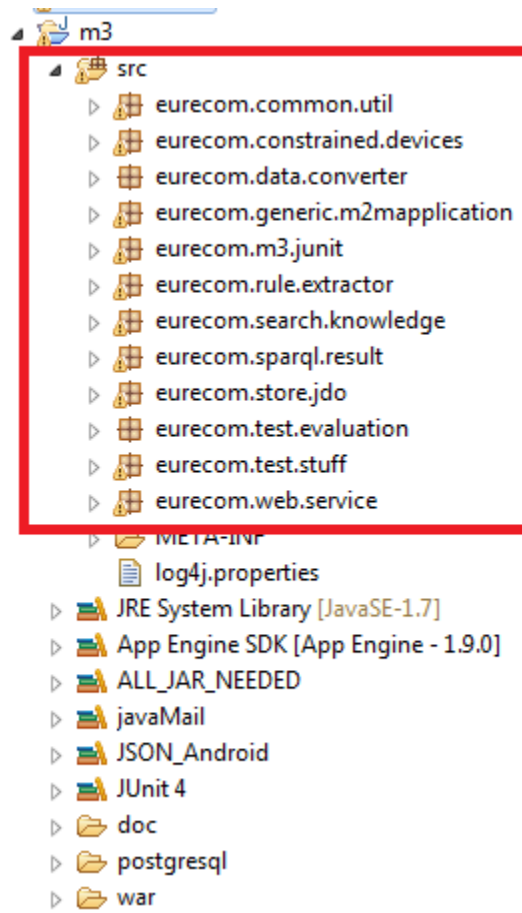 m3
src
eurecom.common.util
eurecom.constrained.devices
eurecom.data.converter
eurecom.generic.m2mapplication
eurecom.m3.junit
eurecom.rule.extractor
eurecom.search.knowledge
eurecom.sparql.result
eurecom.store.jdo
eurecom.test.evaluation
eurecom.test.stuff
eurecom.web.service
META-INF
log4j.properties
JRE System Library [JavaSE-1.7]
App Engine SDK [App Engine - 1.9.0]
ALL_JAR_NEEDED
javaMail
JSON_Android
JUnit 4
doc
postgresql
war